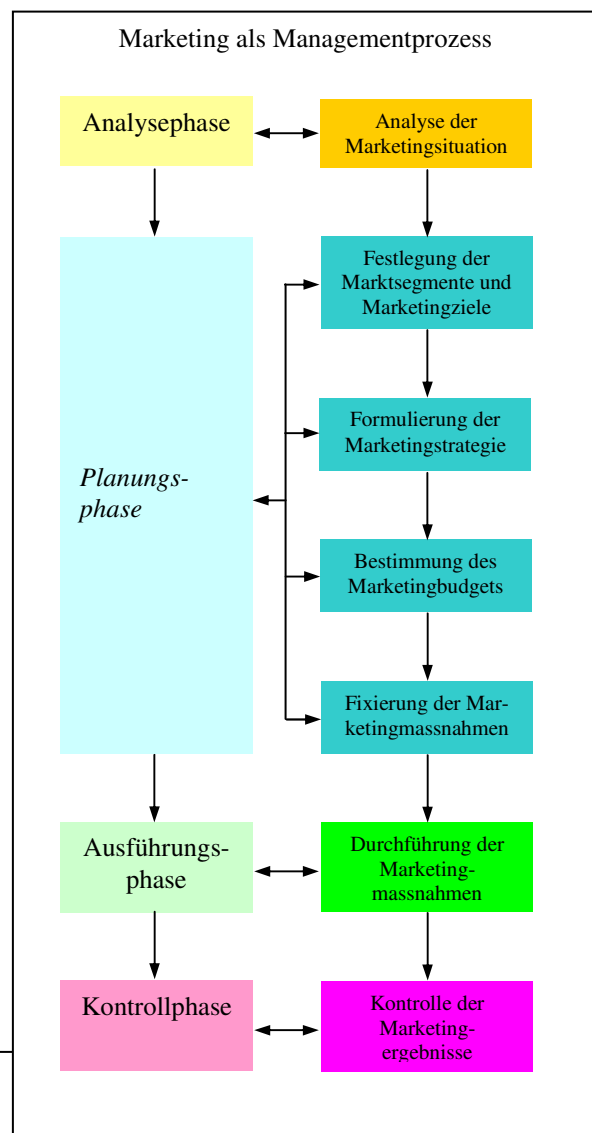 Marketing als Managementprozess
Analysephase
Analyse der
Marketingsituation
Festlegung der
Marktsegmente und
Marketingziele
Formulierung der
Marketingstrategie
Planungs-
phase
Bestimmung des
Marketingbudgets
Fixierung der Mar-
ketingmassnahmen
Ausführungs-
phase
Durchführung der
Marketing-
massnahmen
Kontrollphase
Kontrolle der
Marketing-
ergebnisse